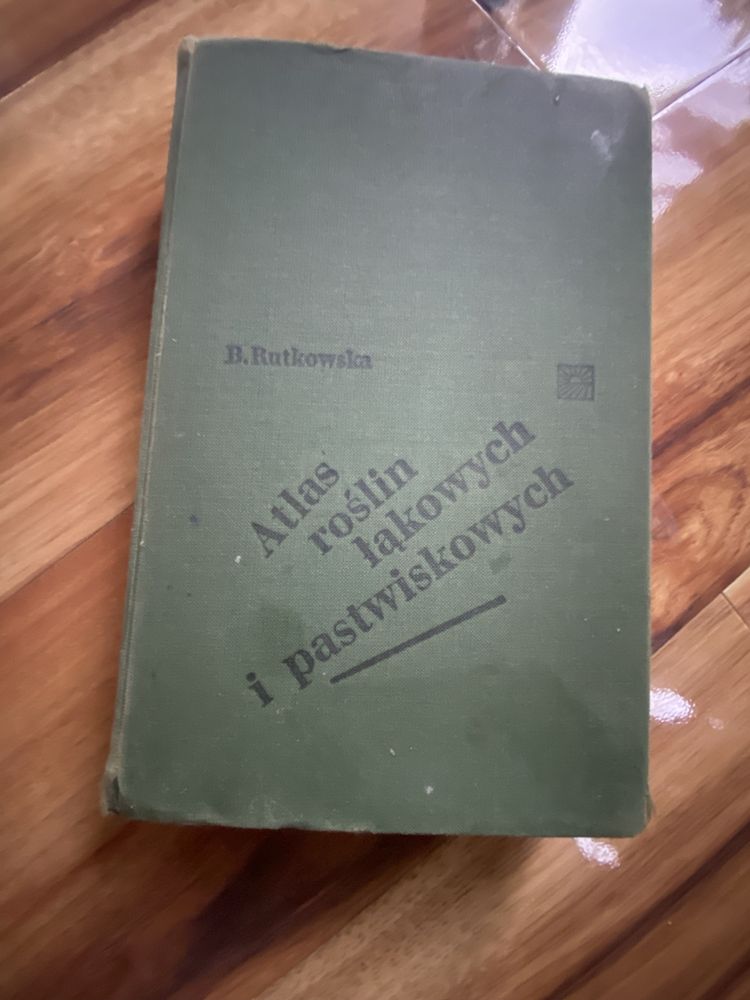 B. Rutkowska
Atlas
roślin
łąkowych
i pastwiskowych